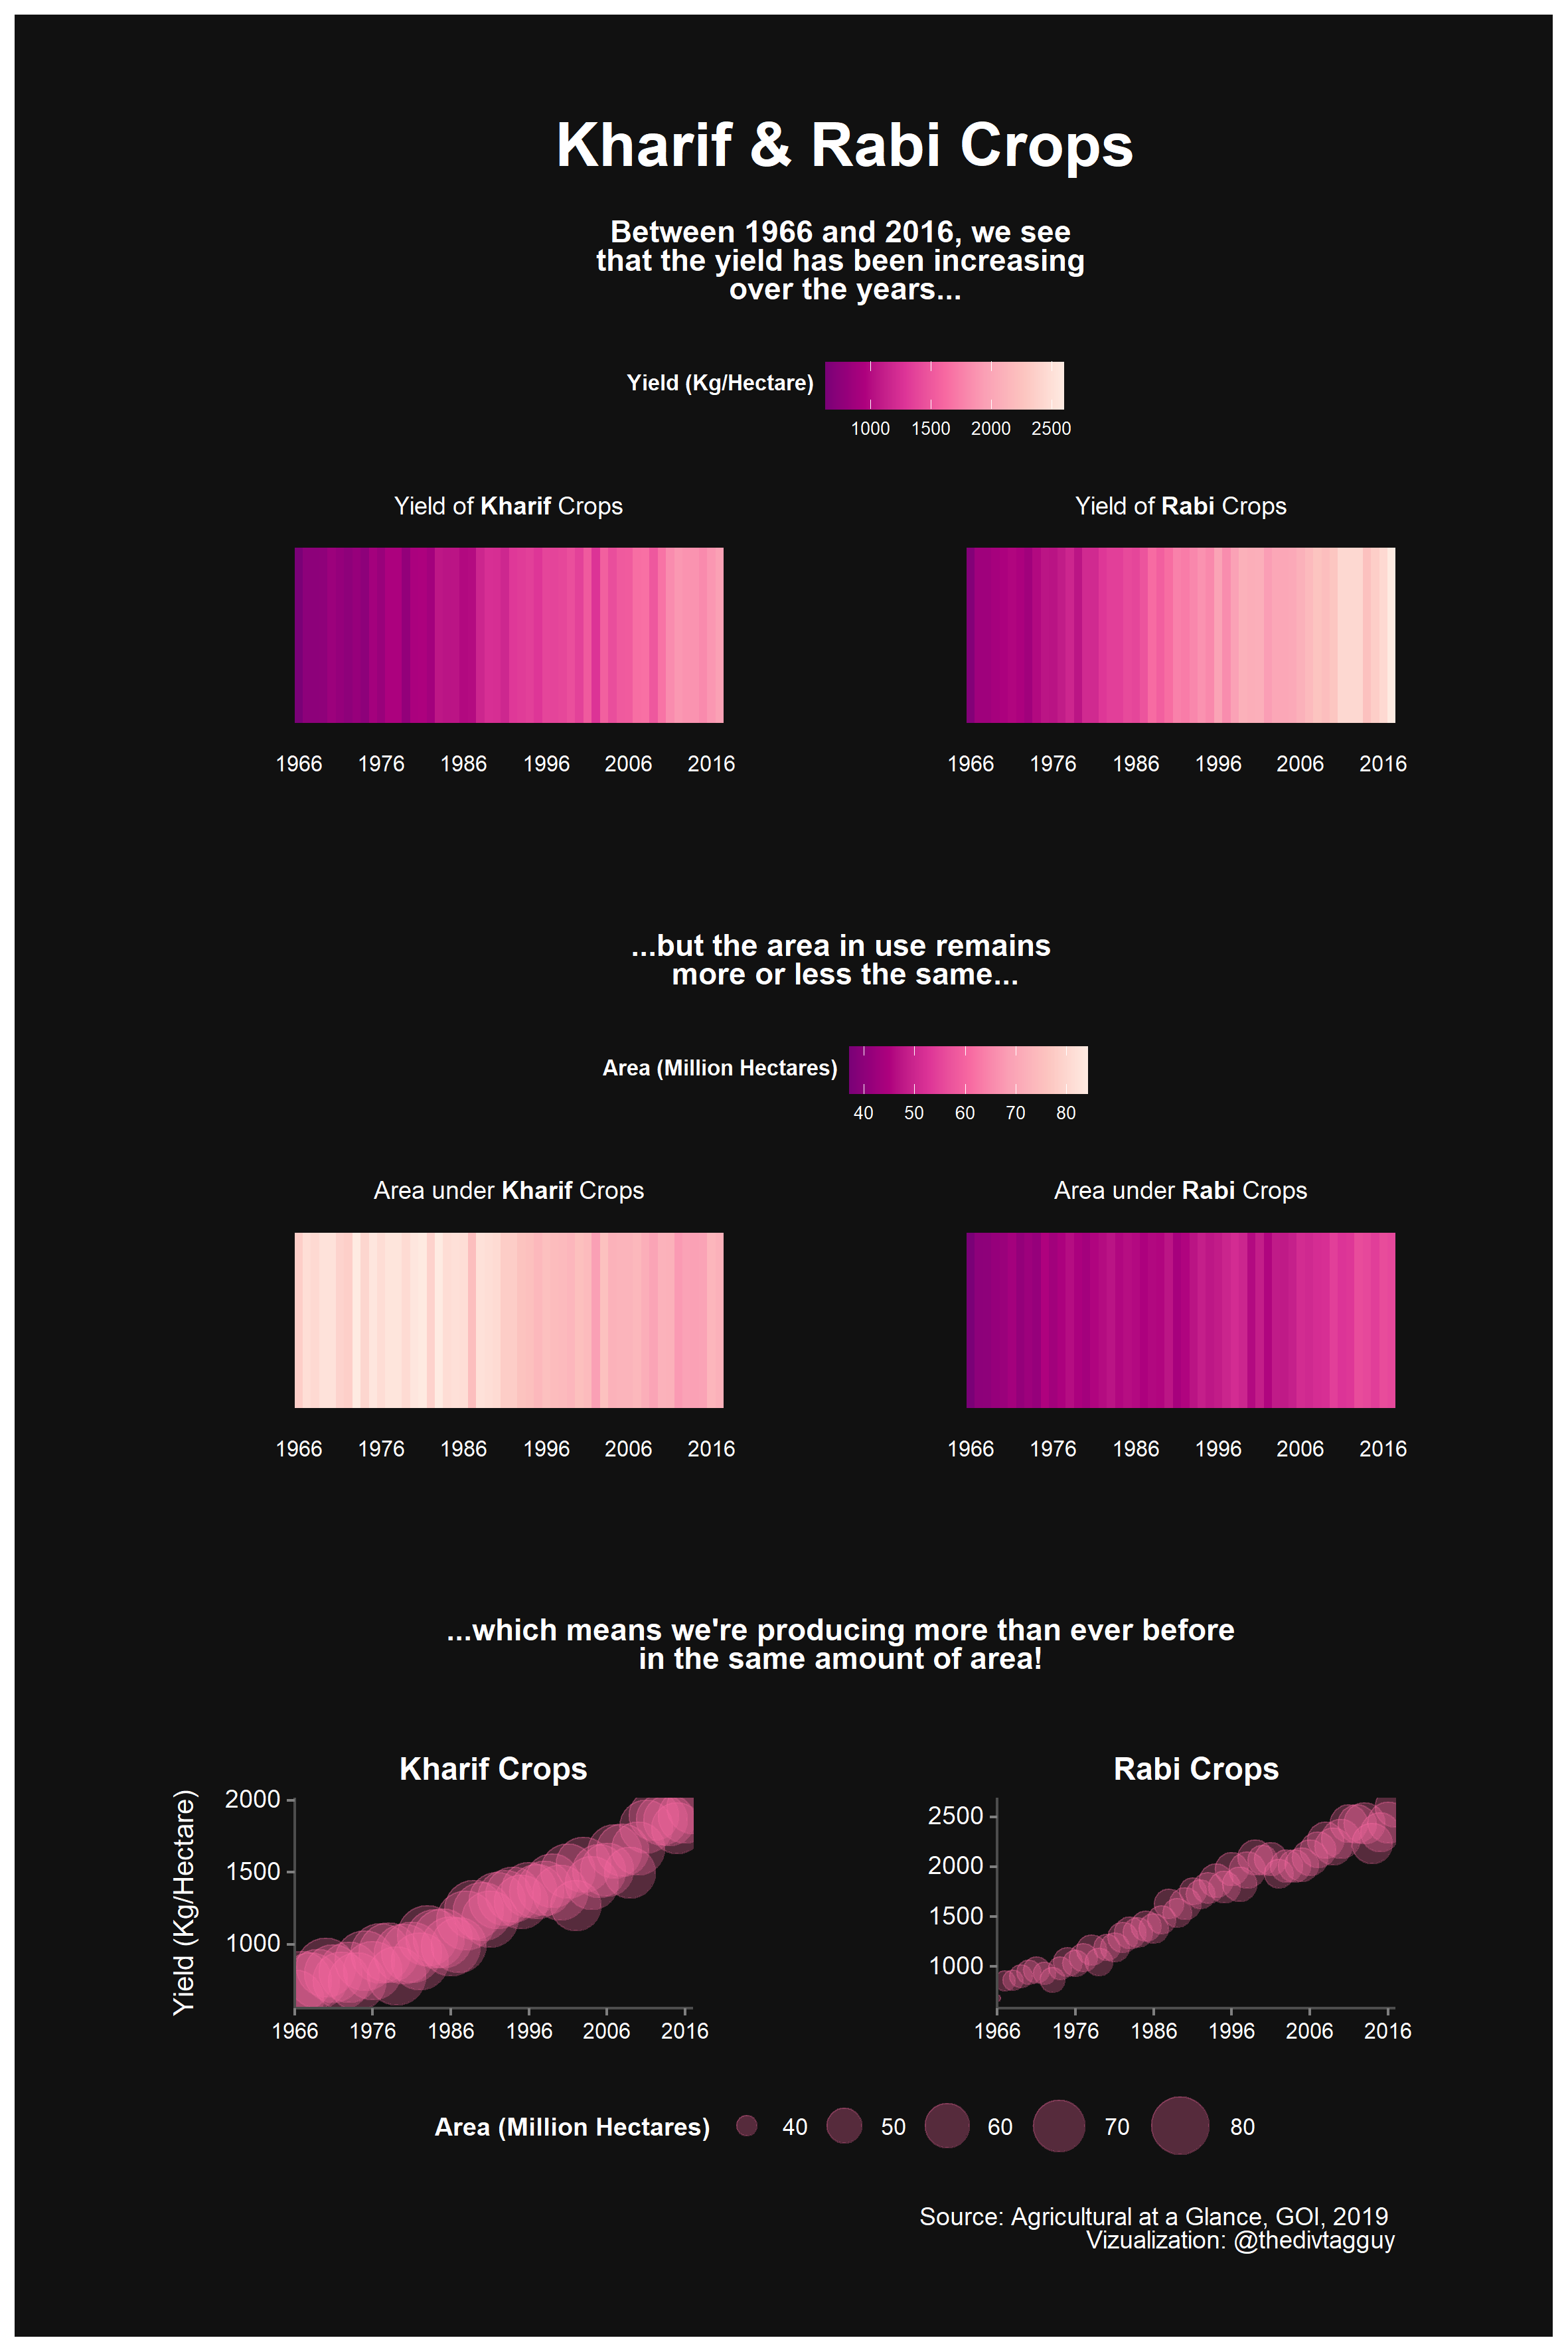 Kharif & Rabi Crops
Between 1966 and 2016, we see
that the yield has been increasing
over the years...
Yield (Kg/Hectare)
1000 1500 2000 2500
Yield of Kharif Crops
Yield of Rabi Crops
1966 1976 1986 1996 2006 2016
1966 1976 1986 1996 2006 2016
...but the area in use remains
more or less the same...
Area (Million Hectares)
40 50 60 70 80
Area under Kharif Crops
Area under Rabi Crops
1966 1976 1986 1996 2006 2016
1966 1976 1986 1996 2006 2016
...which means we're producing more than ever before
in the same amount of area!
Kharif Crops
Yield (Kg/Hectare)
2000
1500
1000
1966 1976 1986 1996 2006 2016
Rabi Crops
2500
2000
1500
1000
1966 1976 1986 1996 2006 2016
Area (Million Hectares) 40 50 60 70 80
Source: Agricultural at a Glance, GOI, 2019
Vizualization: @thedivtagguy